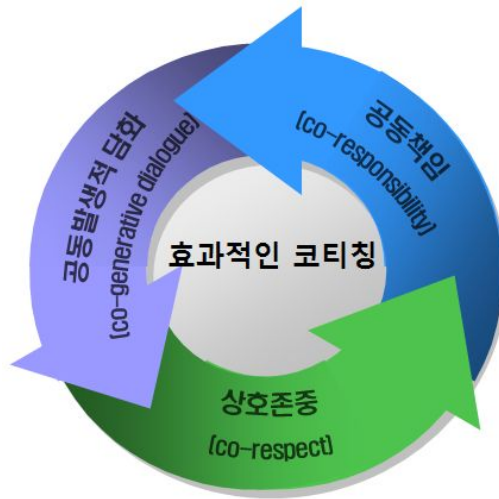 공동책임
(co-responsibility)
공동발생적 담화
(co-generative dialogue)
효과적인 코티칭
상호존중
(co-respect)